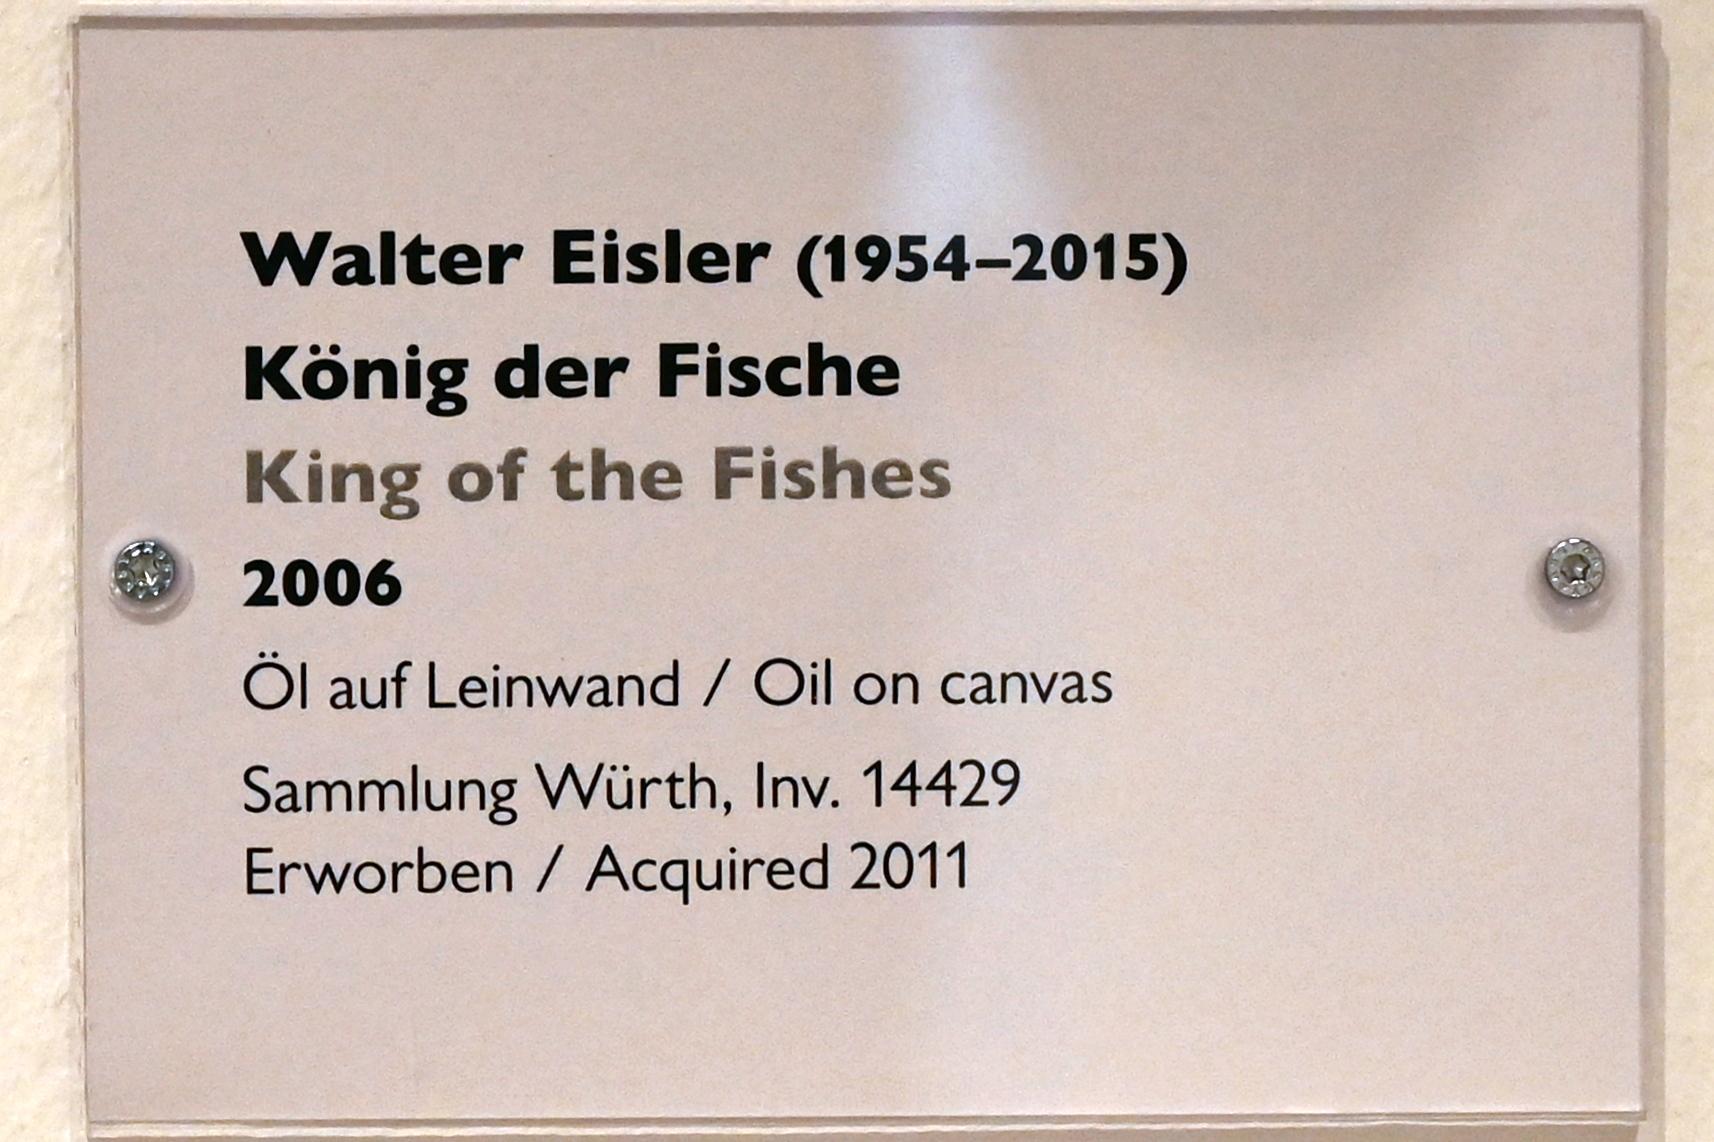 Walter Eisler (1954–2015)
König der Fische
King of the Fishes
2006
Öl auf Leinwand / Oil on canvas
Sammlung Würth, Inv. 14429
Erworben / Acquired 2011